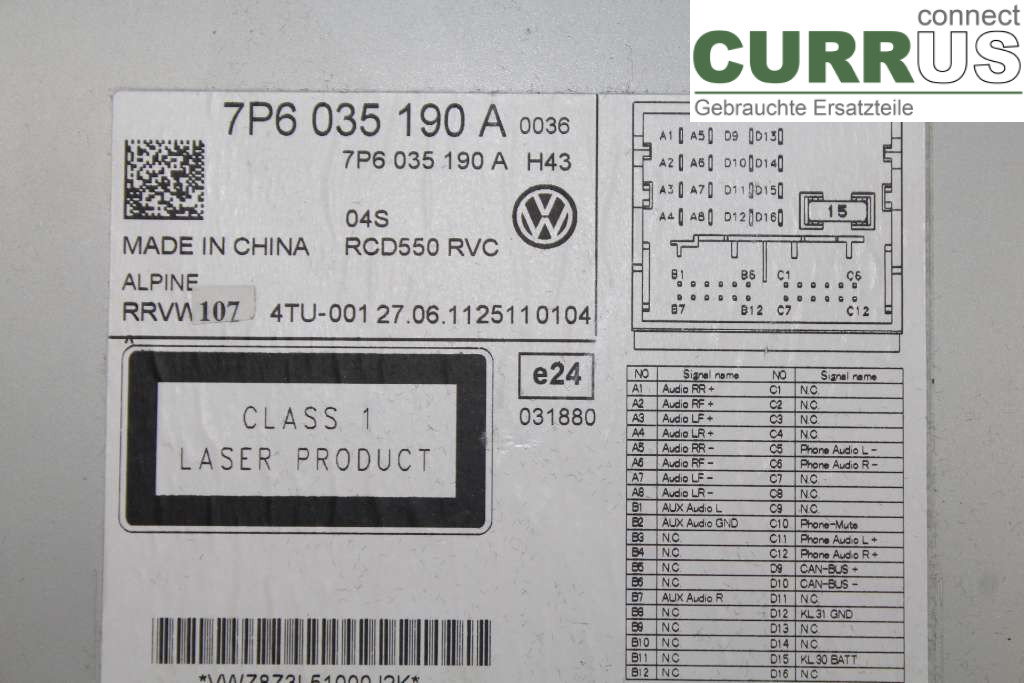 connect
CURRUS
Gebrauchte Ersatzteile
7P6 035 190 A 0036
7P6 035 190 A H43
04S
MADE IN CHINA RCD550 RVC
ALPINE
RRVW 107 4TU-001 27.06.11 25110104
CLASS 1
LASER PRODUCT
e24
031880
A1 A5 D9 D13
A2 A6 D10 D14
A3 A7 D11 D15
A4 A8 D12 D16
15
B1 B6 C1 C6
B7 B12 C7 C12
NO Signal name NO Signal name
A1 Audio RR + C1 N.C.
A2 Audio RF + C2 N.C.
A3 Audio LF + C3 N.C.
A4 Audio LR + C4 N.C.
A5 Audio RR - C5 Phone Audio L -
A6 Audio RF - C6 Phone Audio R -
A7 Audio LF - C7 N.C.
A8 Audio LR - C8 N.C.
B1 AUX Audio L C9 N.C.
B2 AUX Audio GND C10 Phone-Mute
B3 N.C. C11 Phone Audio L +
B4 N.C. C12 Phone Audio R +
B5 N.C. D9 CAN-BUS +
B6 N.C. D10 CAN-BUS -
B7 AUX Audio R D11 N.C.
B8 N.C. D12 KL 31 GND
B9 N.C. D13 N.C.
B10 N.C. D14 N.C.
B11 N.C. D15 KL 30 BATT
B12 N.C. D16 N.C.